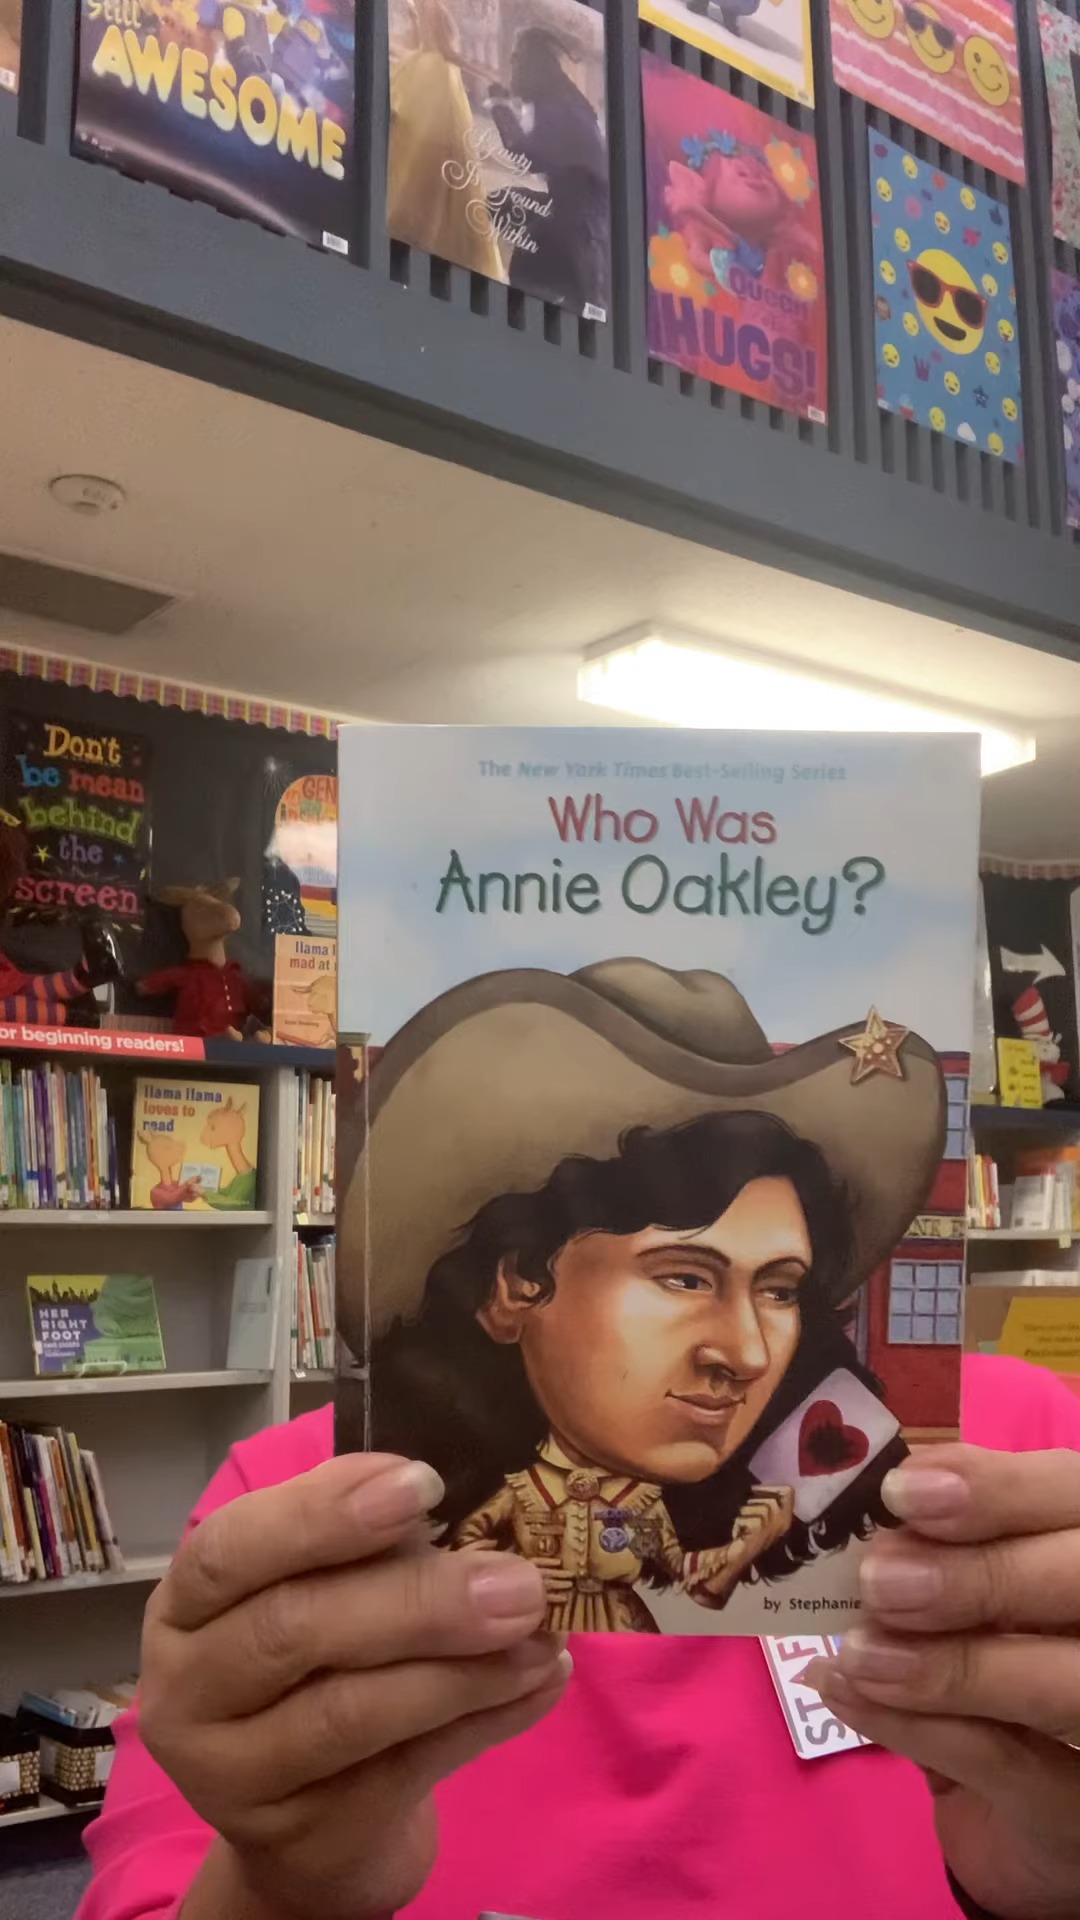 still
AWESOME
Beauty
Is Found
Within
QUEEN
HUGS!
Don't
be mean
behind
the
screen.
GEN
llama l
mad at
or beginning readers!
llama llama
loves to
read
HER
RIGHT
FOOT
The New York Times Best-Selling Series
Who Was
Annie Oakley?
by Stephanie
STAF